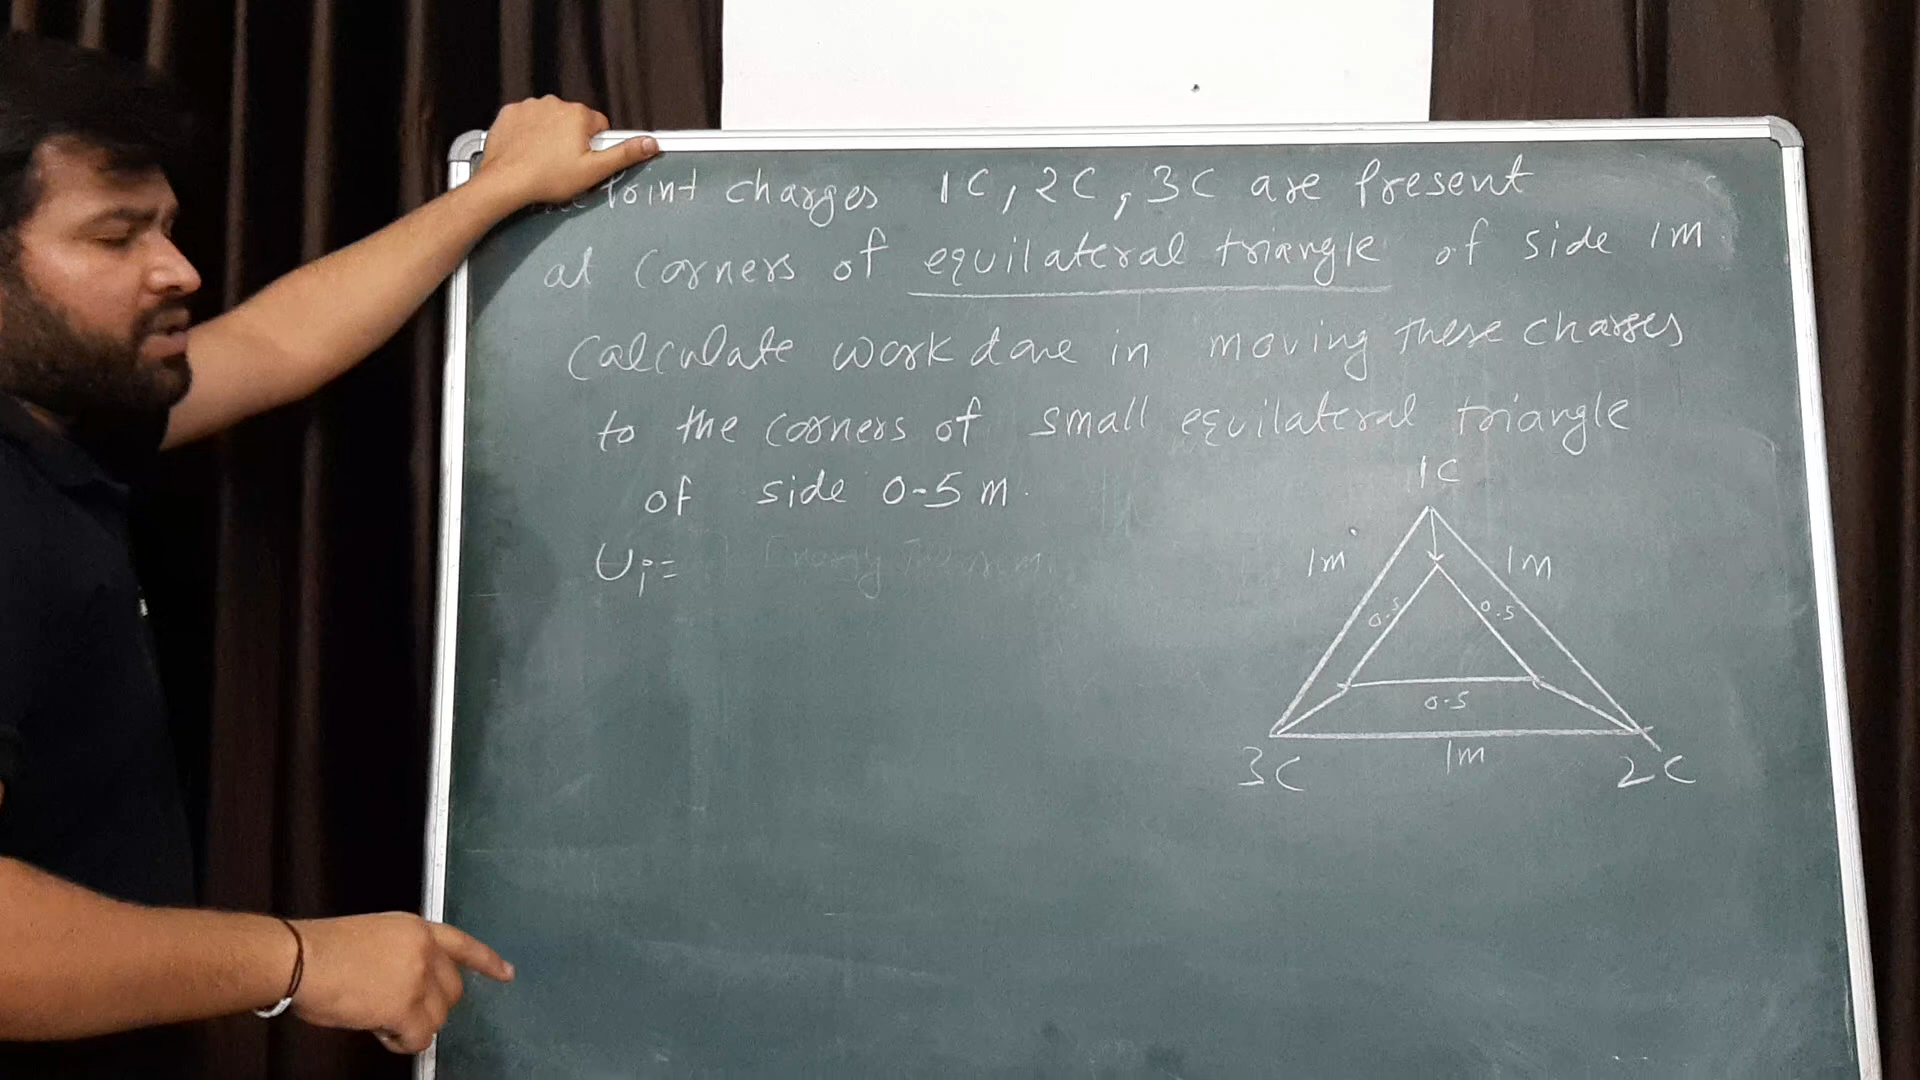 Point charges 1C, 2C, 3C are Present
at corners of equilateral triangle of side 1m
Calculate work done in moving these charges
to the corners of small equilateral triangle
of side 0.5 m.
Ui =
1C
1m 1m
0.5 0.5
0.5
1m
3C 2C